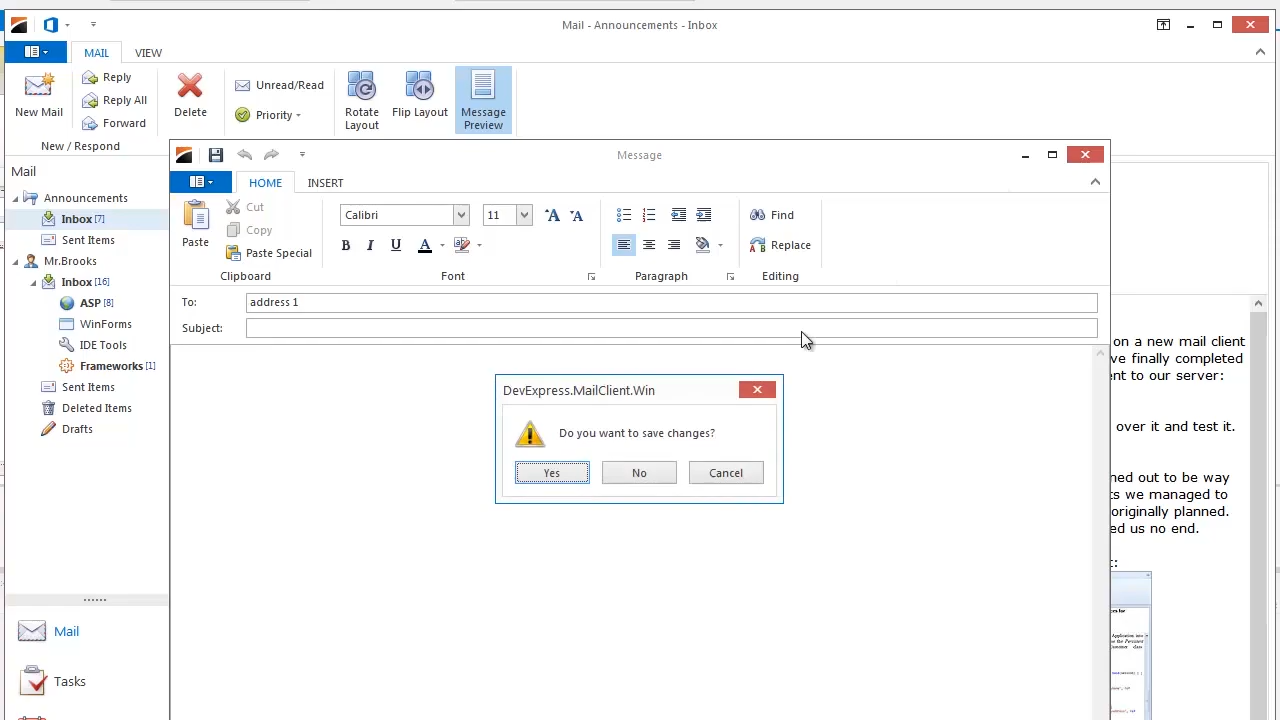 Mail - Announcements - Inbox
MAIL
VIEW
New Mail
Reply
Reply All
Forward
Delete
Unread/Read
Priority
Rotate Layout
Flip Layout
Message Preview
New / Respond
Mail
Announcements
Inbox [7]
Sent Items
Mr.Brooks
Inbox [16]
ASP [8]
WinForms
IDE Tools
Frameworks [1]
Sent Items
Deleted Items
Drafts
Mail
Tasks
Message
HOME
INSERT
Paste
Cut
Copy
Paste Special
Clipboard
Calibri
11
B I U A
Font
Paragraph
Find
Replace
Editing
To:
address 1
Subject:
DevExpress.MailClient.Win
Do you want to save changes?
Yes
No
Cancel
on a new mail client
ve finally completed
ent to our server:
over it and test it.
ned out to be way
ts we managed to
originally planned.
ed us no end.
t: